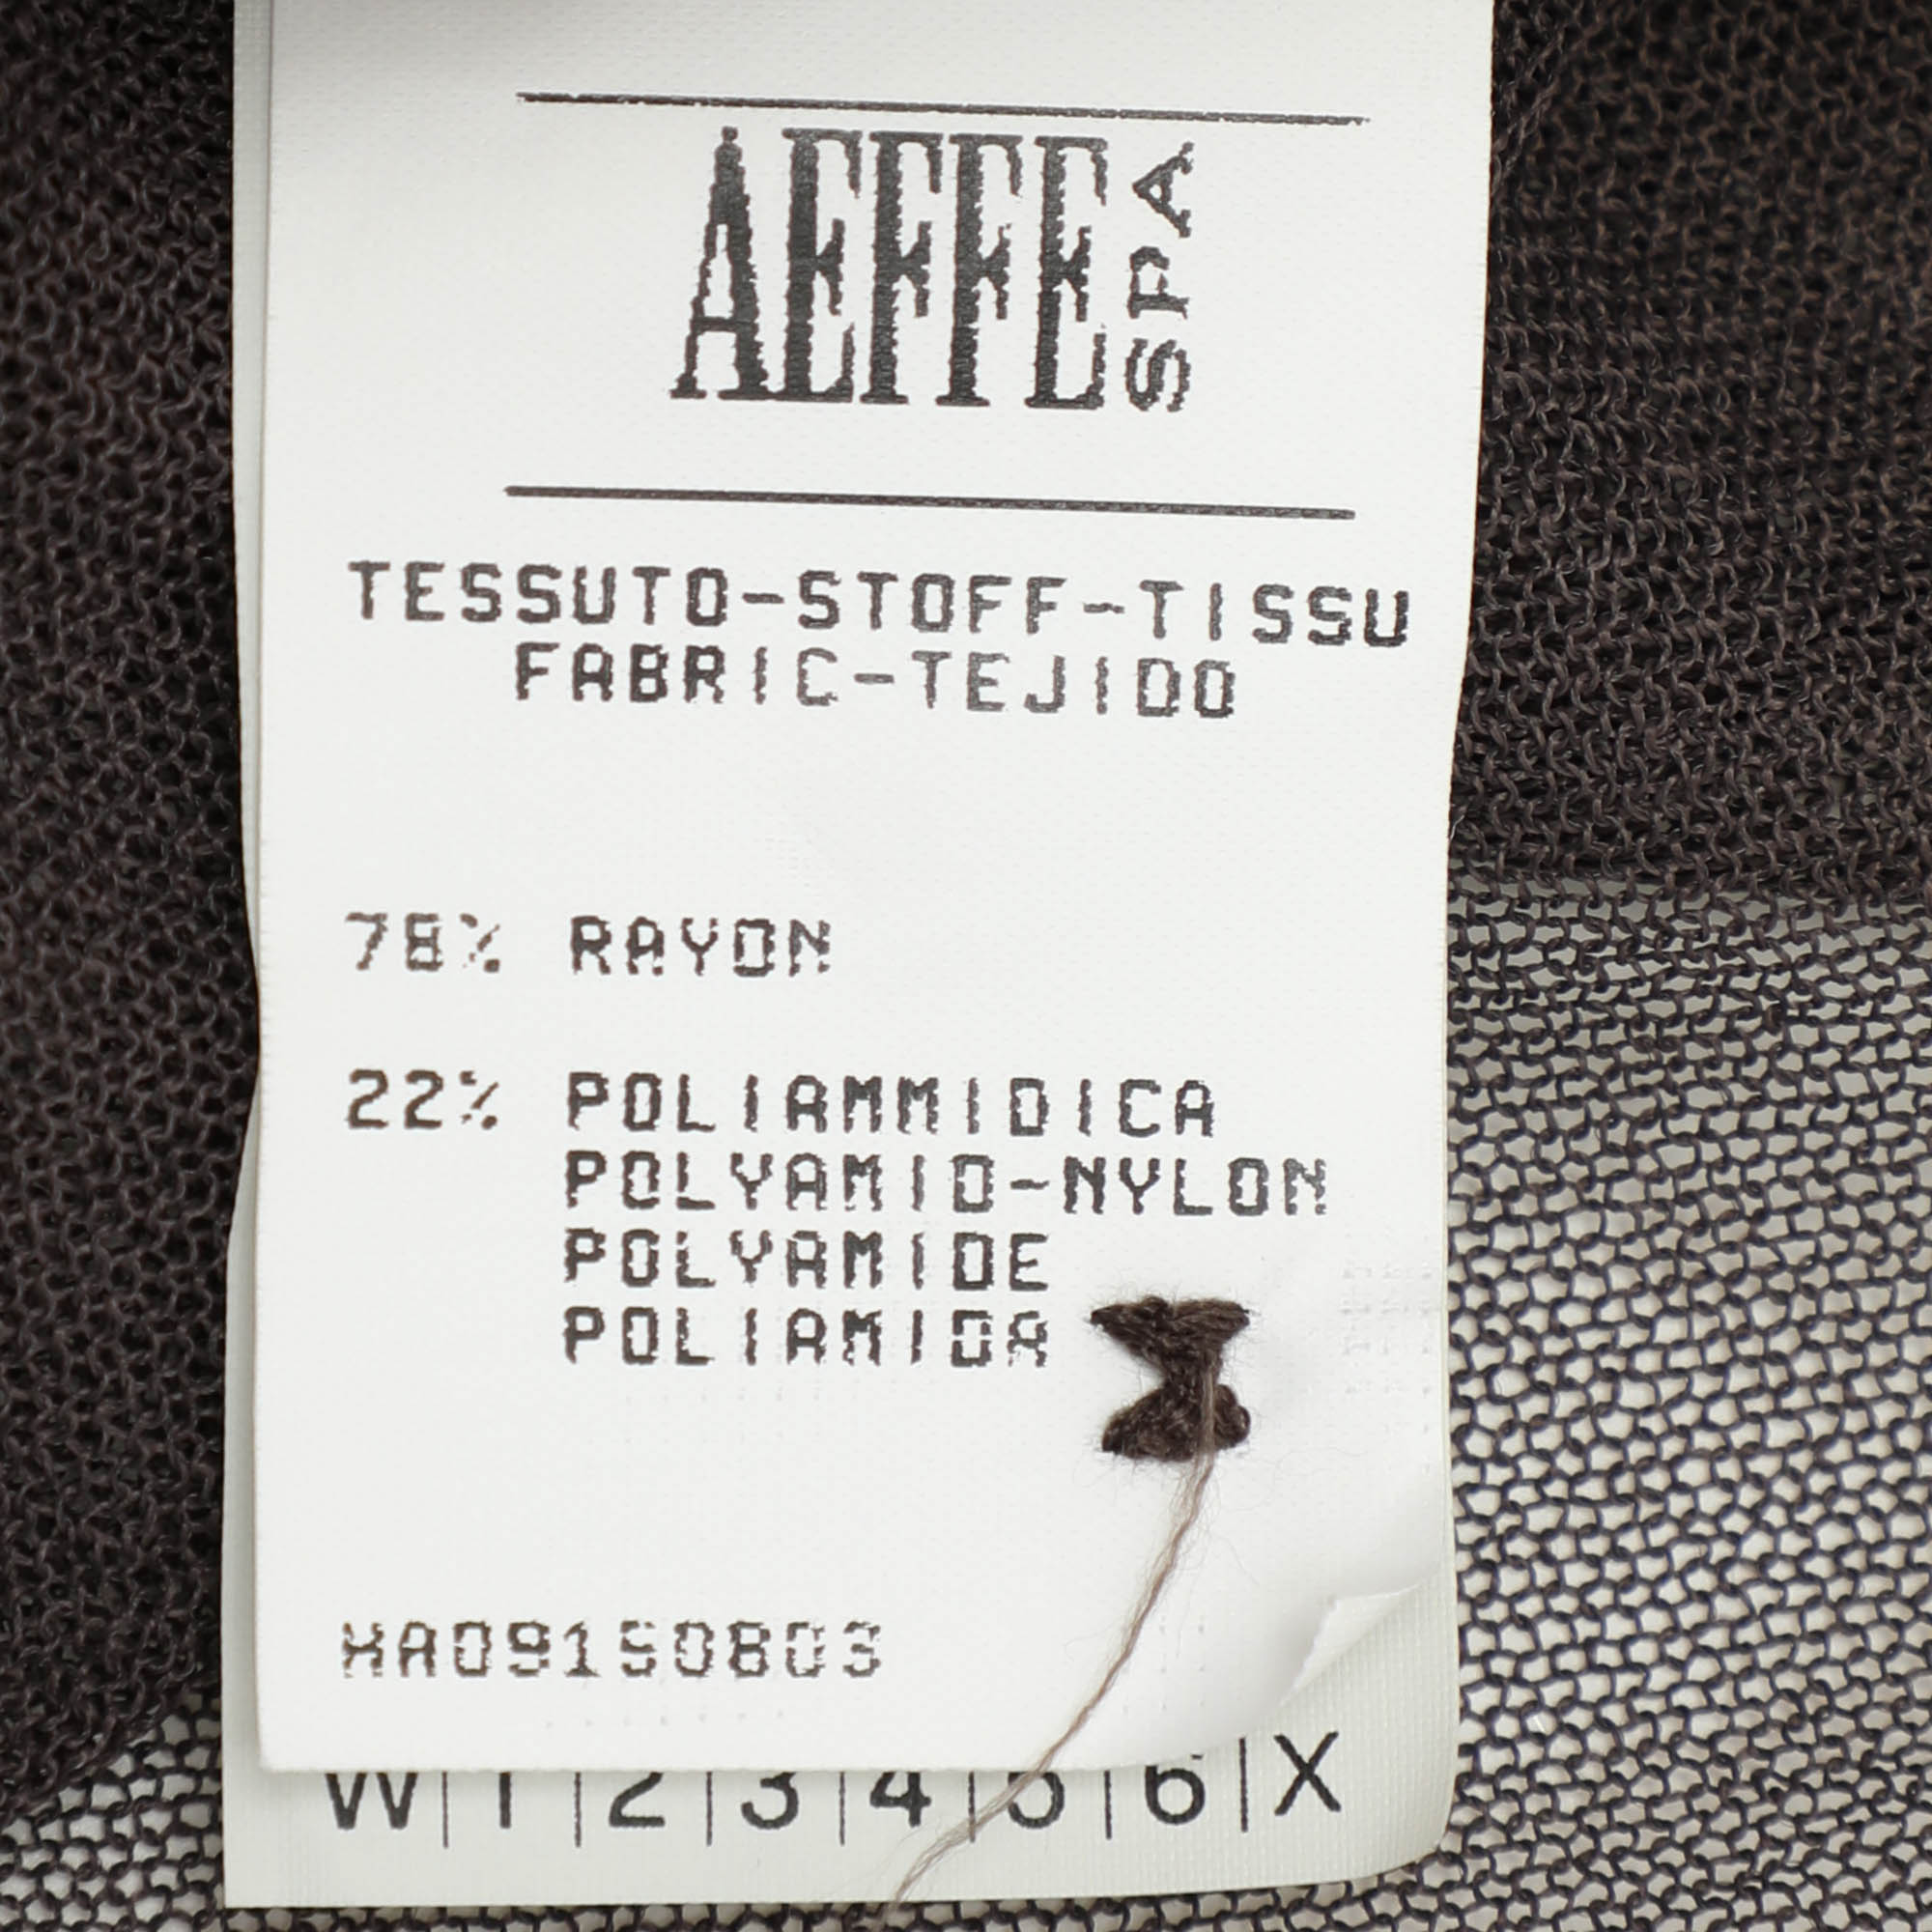 AEFFE SPA
TESSUTO-STOFF-TISSU
FABRIC-TEJIDO
78% RAYON
22% POLIAMMIDICA
POLYAMID-NYLON
POLYAMIDE
POLIAMIDA
HA09150803
W|1|2|3|4|5|6|X